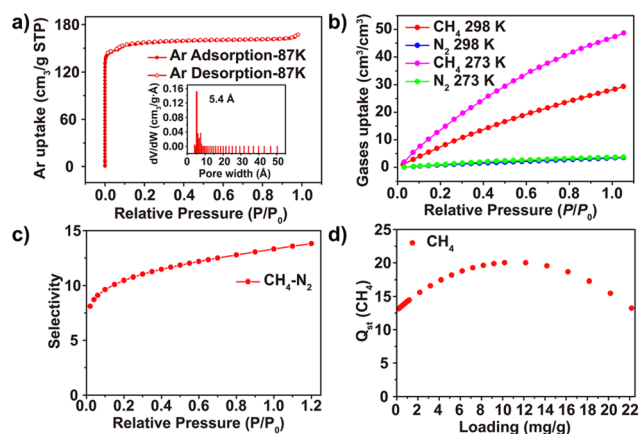 a)
Ar uptake (cm³/g STP)
180
120
60
0
Ar Adsorption-87K
Ar Desorption-87K
dV/dW (cm³/g·Å)
0.16
0.12
0.08
0.04
0.00
5.4 Å
0 10 20 30 40 50
Pore width (Å)
0.0 0.2 0.4 0.6 0.8 1.0
Relative Pressure (P/P₀)
b)
Gases uptake (cm³/cm³)
60
50
40
30
20
10
0
CH₄ 298 K
N₂ 298 K
CH₄ 273 K
N₂ 273 K
0.0 0.2 0.4 0.6 0.8 1.0
Relative Pressure (P/P₀)
c)
Selectivity
15
10
5
0
CH₄-N₂
0.0 0.2 0.4 0.6 0.8 1.0 1.2
Relative Pressure (P/P₀)
d)
Qst (CH₄)
25
20
15
10
5
0
CH₄
0 2 4 6 8 10 12 14 16 18 20 22
Loading (mg/g)